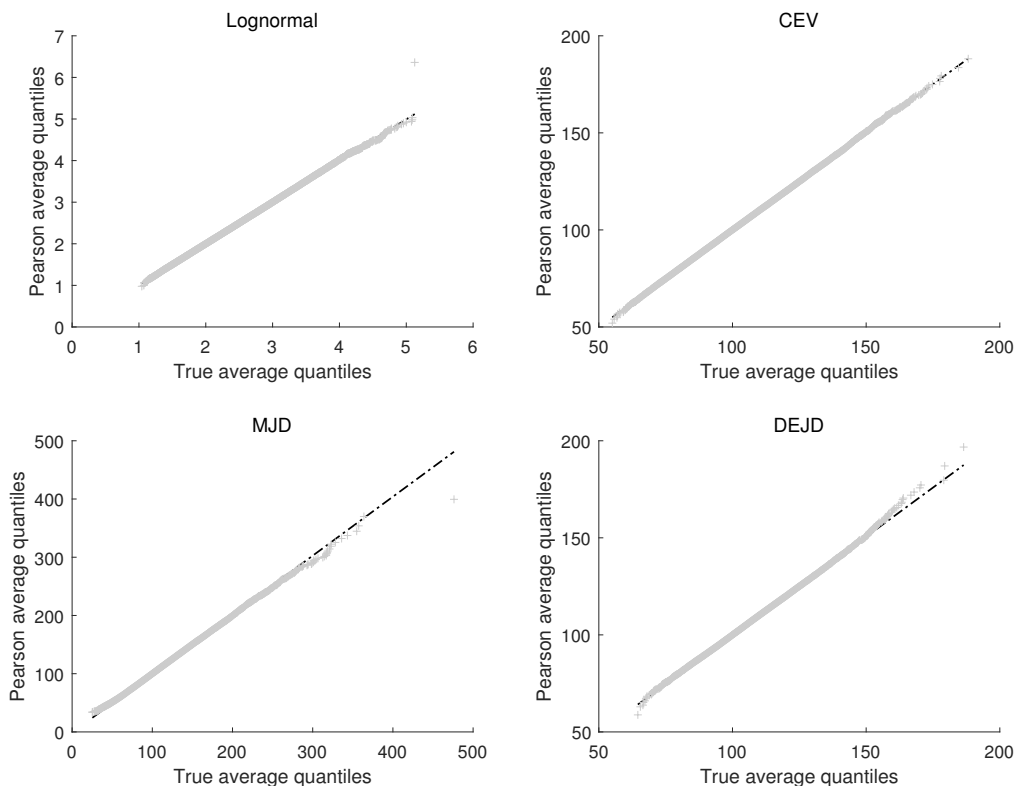 Lognormal
7
6
5
4
3
2
1
0
Pearson average quantiles
0 1 2 3 4 5 6
True average quantiles
CEV
200
150
100
50
Pearson average quantiles
50 100 150 200
True average quantiles
MJD
500
400
300
200
100
0
Pearson average quantiles
0 100 200 300 400 500
True average quantiles
DEJD
200
150
100
50
Pearson average quantiles
50 100 150 200
True average quantiles